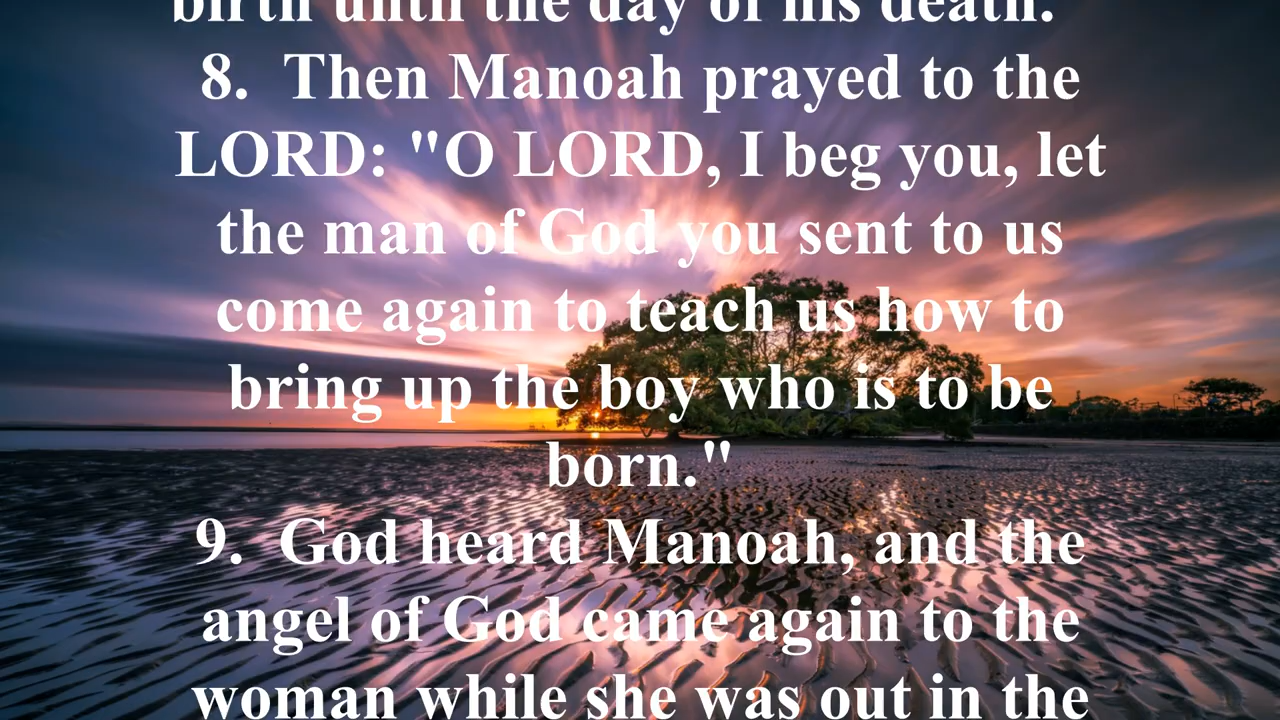 birth until the day of his death.
8.  Then Manoah prayed to the
LORD: "O LORD, I beg you, let
the man of God you sent to us
come again to teach us how to
bring up the boy who is to be
born."
9.  God heard Manoah, and the
angel of God came again to the
woman while she was out in the